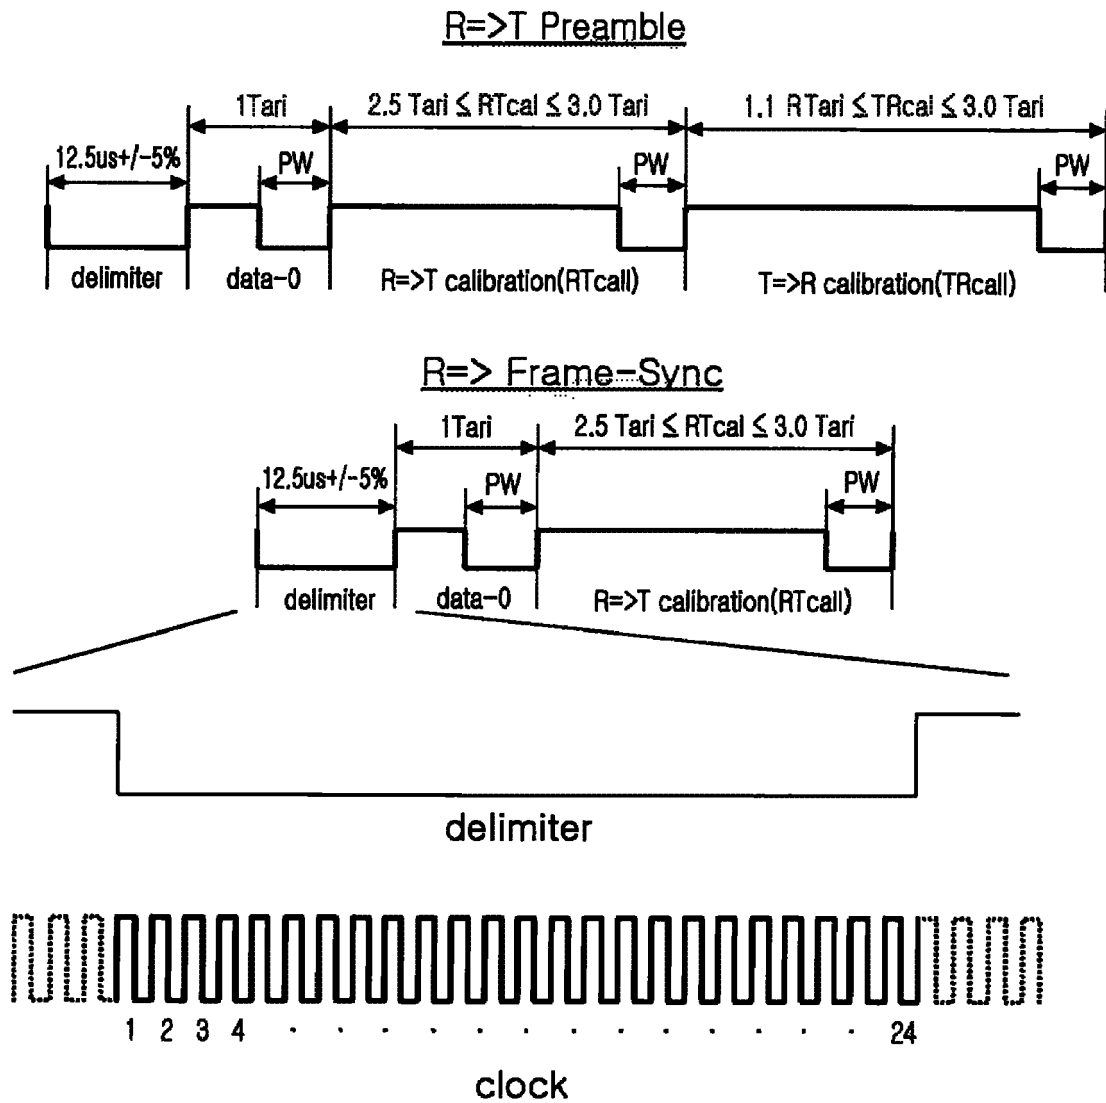 R=>T Preamble
1Tari 2.5 Tari ≤ RTcal ≤ 3.0 Tari 1.1 RTari ≤TRcal ≤ 3.0 Tari
12.5us+/-5% PW PW PW
delimiter data-0 R=>T calibration(RTcall) T=>R calibration(TRcall)
R=> Frame-Sync
1Tari 2.5 Tari ≤ RTcal ≤ 3.0 Tari
12.5us+/-5% PW PW
delimiter data-0 R=>T calibration(RTcall)
delimiter
1 2 3 4 . . . . . . . . . . . . . 24
clock